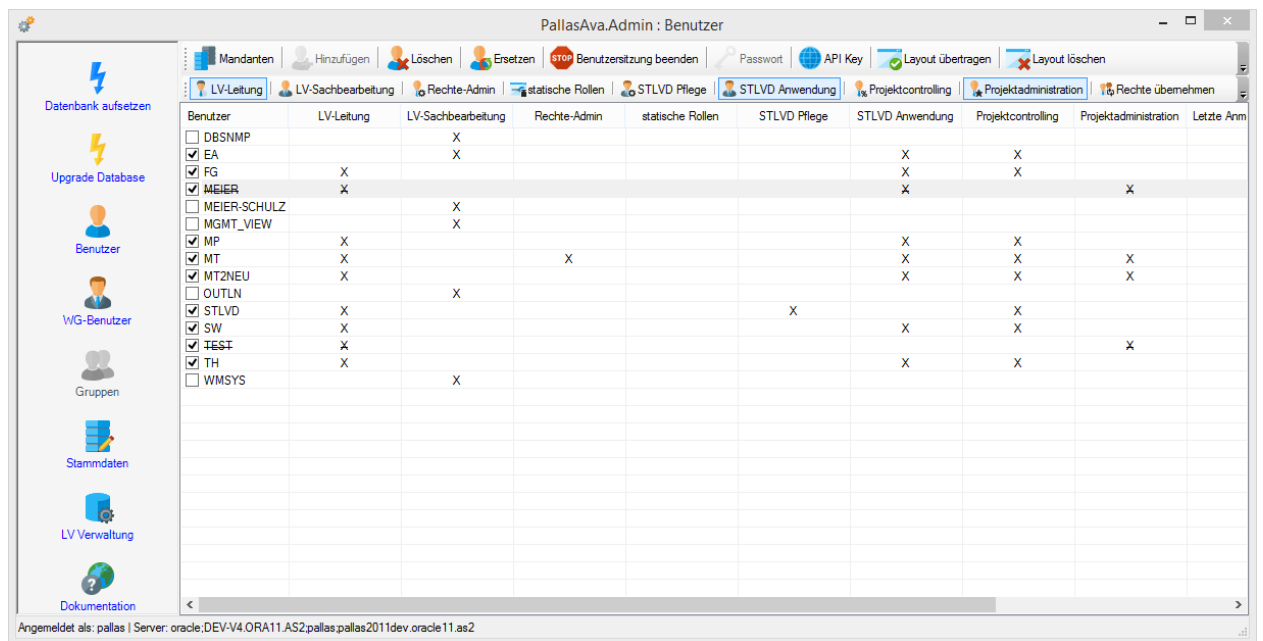 PallasAva.Admin : Benutzer
Mandanten Hinzufügen Löschen Ersetzen STOP Benutzersitzung beenden Passwort API Key Layout übertragen Layout löschen
LV-Leitung LV-Sachbearbeitung Rechte-Admin statische Rollen STLVD Pflege STLVD Anwendung Projektcontrolling Projektadministration Rechte übernehmen
Datenbank aufsetzen
Upgrade Database
Benutzer
WG-Benutzer
Gruppen
Stammdaten
LV Verwaltung
Dokumentation
Benutzer LV-Leitung LV-Sachbearbeitung Rechte-Admin statische Rollen STLVD Pflege STLVD Anwendung Projektcontrolling Projektadministration Letzte Anm
DBSNMP X
EA X X X
FG X X X
MEIER X X X
MEIER-SCHULZ X
MGMT_VIEW X
MP X X X
MT X X X X X
MT2NEU X X X X
OUTLN X
STLVD X X X
SW X X X
TEST X X
TH X X X
WMSYS X
Angemeldet als: pallas | Server: oracle;DEV-V4.ORA11.AS2;pallas;pallas2011dev.oracle11.as2